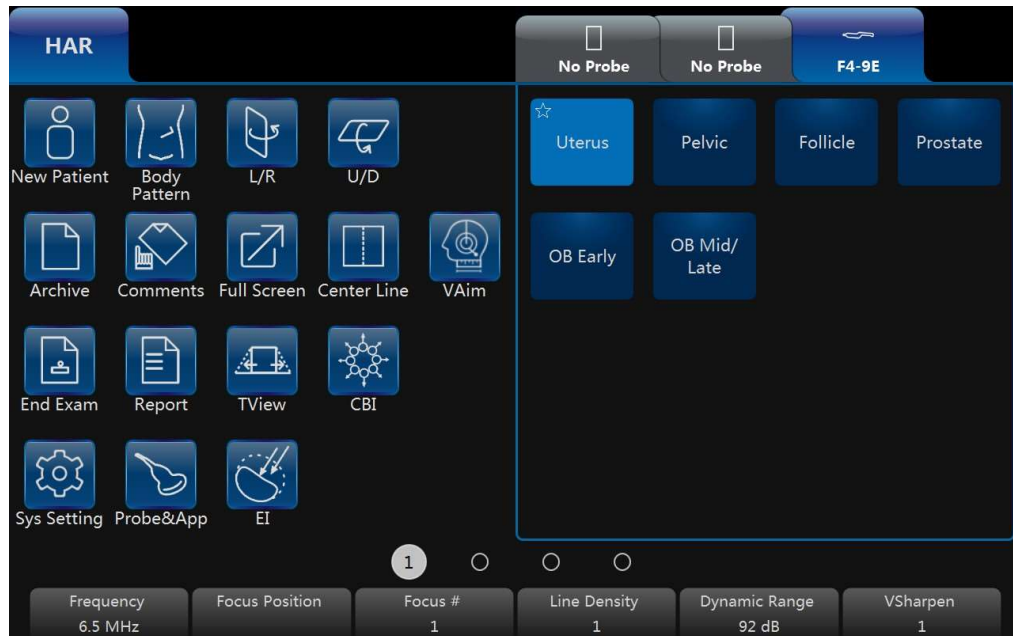 HAR
No Probe
No Probe
F4-9E
New Patient
Body
Pattern
L/R
U/D
Archive
Comments
Full Screen
Center Line
VAim
End Exam
Report
TView
CBI
Sys Setting
Probe&App
EI
Uterus
Pelvic
Follicle
Prostate
OB Early
OB Mid/
Late
1
Frequency
6.5 MHz
Focus Position
Focus #
1
Line Density
1
Dynamic Range
92 dB
VSharpen
1